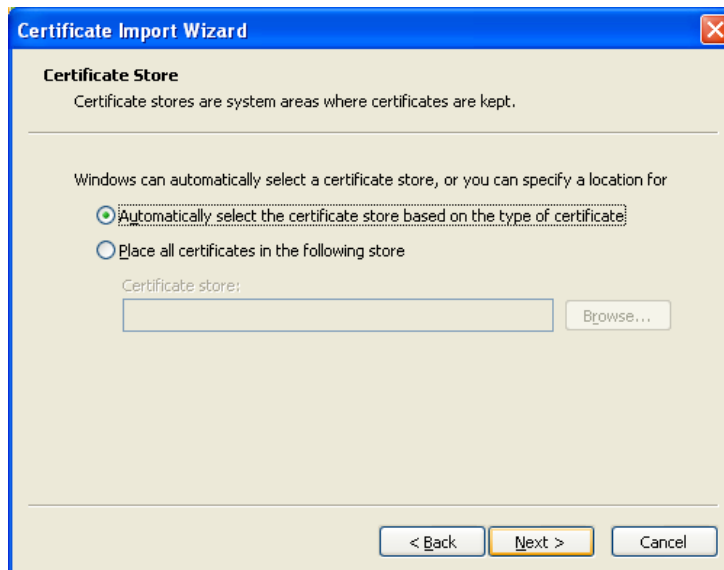 Certificate Import Wizard
Certificate Store
Certificate stores are system areas where certificates are kept.
Windows can automatically select a certificate store, or you can specify a location for
Automatically select the certificate store based on the type of certificate
Place all certificates in the following store
Certificate store:
Browse...
< Back
Next >
Cancel